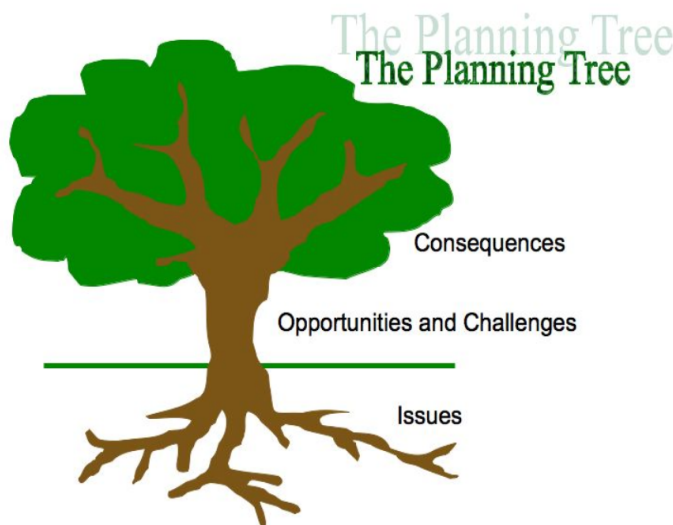 The Planning Tree
The Planning Tree
Consequences
Opportunities and Challenges
Issues